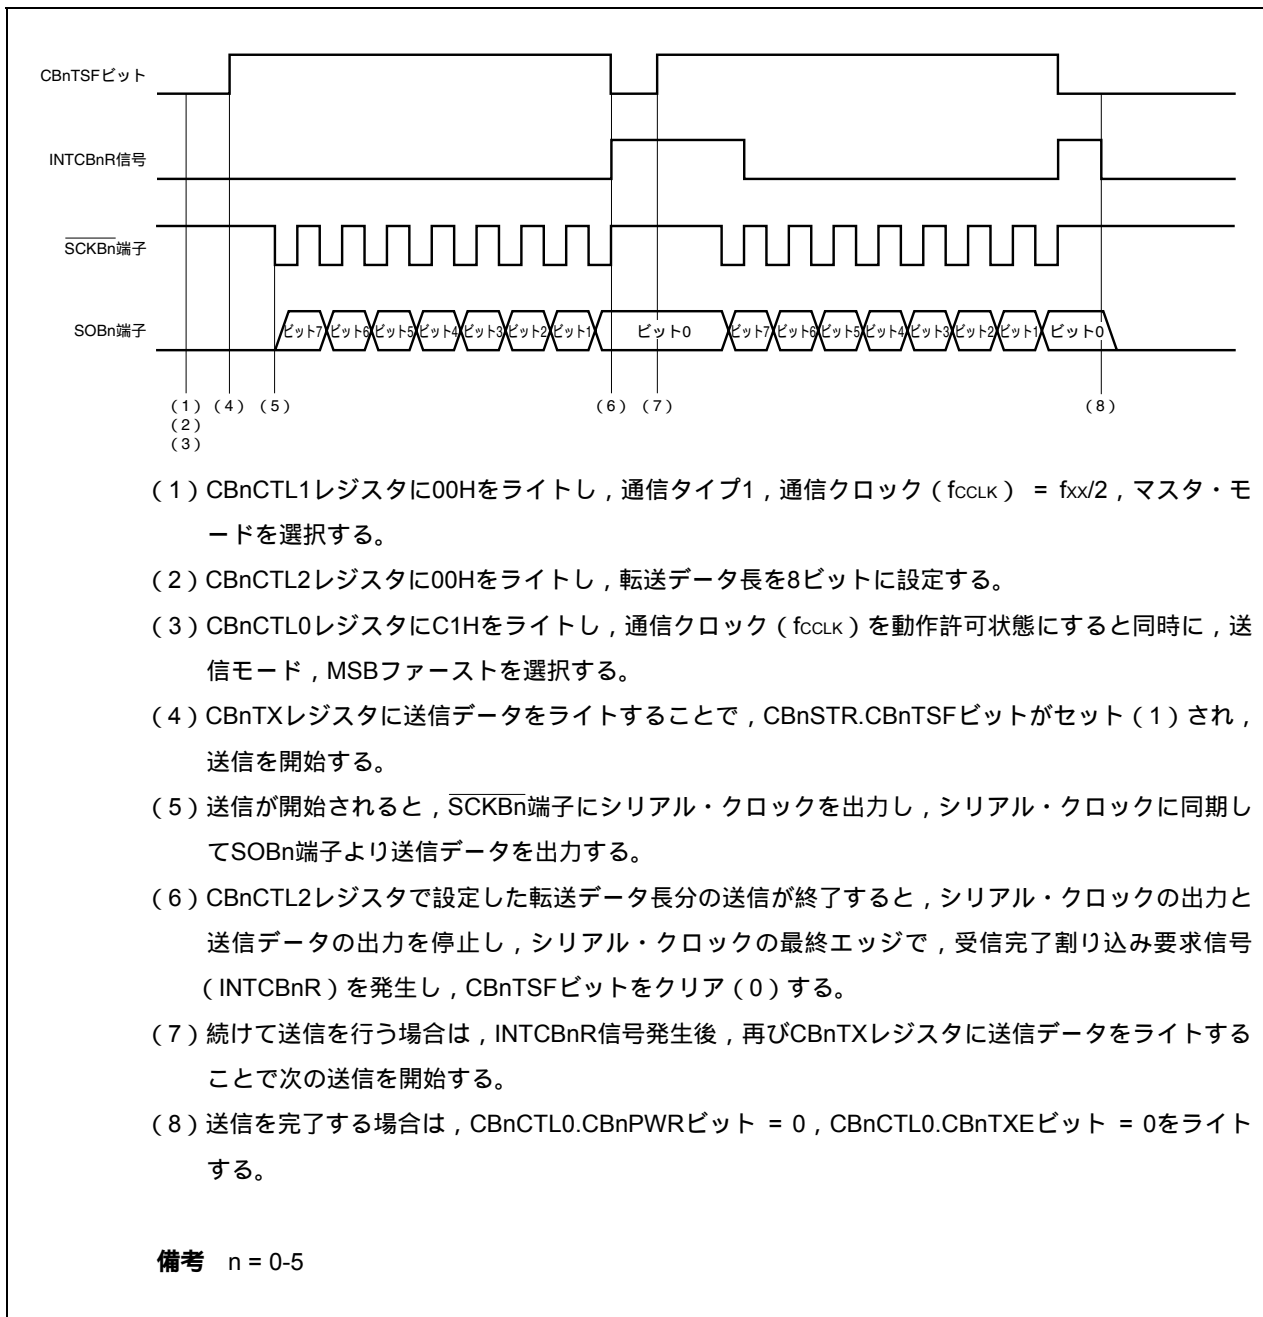 CBnTSFビット
INTCBnR信号
SCKBn端子
SOBn端子
ビット7 ビット6 ビット5 ビット4 ビット3 ビット2 ビット1 ビット0 ビット7 ビット6 ビット5 ビット4 ビット3 ビット2 ビット1 ビット0
(1) (4) (5) (6) (7) (8)
(2)
(3)
(1)CBnCTL1レジスタに00Hをライトし,通信タイプ1,通信クロック(fCCLK) = fXX/2,マスタ・モ
ードを選択する。
(2)CBnCTL2レジスタに00Hをライトし,転送データ長を8ビットに設定する。
(3)CBnCTL0レジスタにC1Hをライトし,通信クロック(fCCLK)を動作許可状態にすると同時に,送
信モード,MSBファーストを選択する。
(4)CBnTXレジスタに送信データをライトすることで,CBnSTR.CBnTSFビットがセット(1)され,
送信を開始する。
(5)送信が開始されると,SCKBn端子にシリアル・クロックを出力し,シリアル・クロックに同期し
てSOBn端子より送信データを出力する。
(6)CBnCTL2レジスタで設定した転送データ長分の送信が終了すると,シリアル・クロックの出力と
送信データの出力を停止し,シリアル・クロックの最終エッジで,受信完了割り込み要求信号
(INTCBnR)を発生し,CBnTSFビットをクリア(0)する。
(7)続けて送信を行う場合は,INTCBnR信号発生後,再びCBnTXレジスタに送信データをライトする
ことで次の送信を開始する。
(8)送信を完了する場合は,CBnCTL0.CBnPWRビット = 0,CBnCTL0.CBnTXEビット = 0をライト
する。
備考 n = 0-5